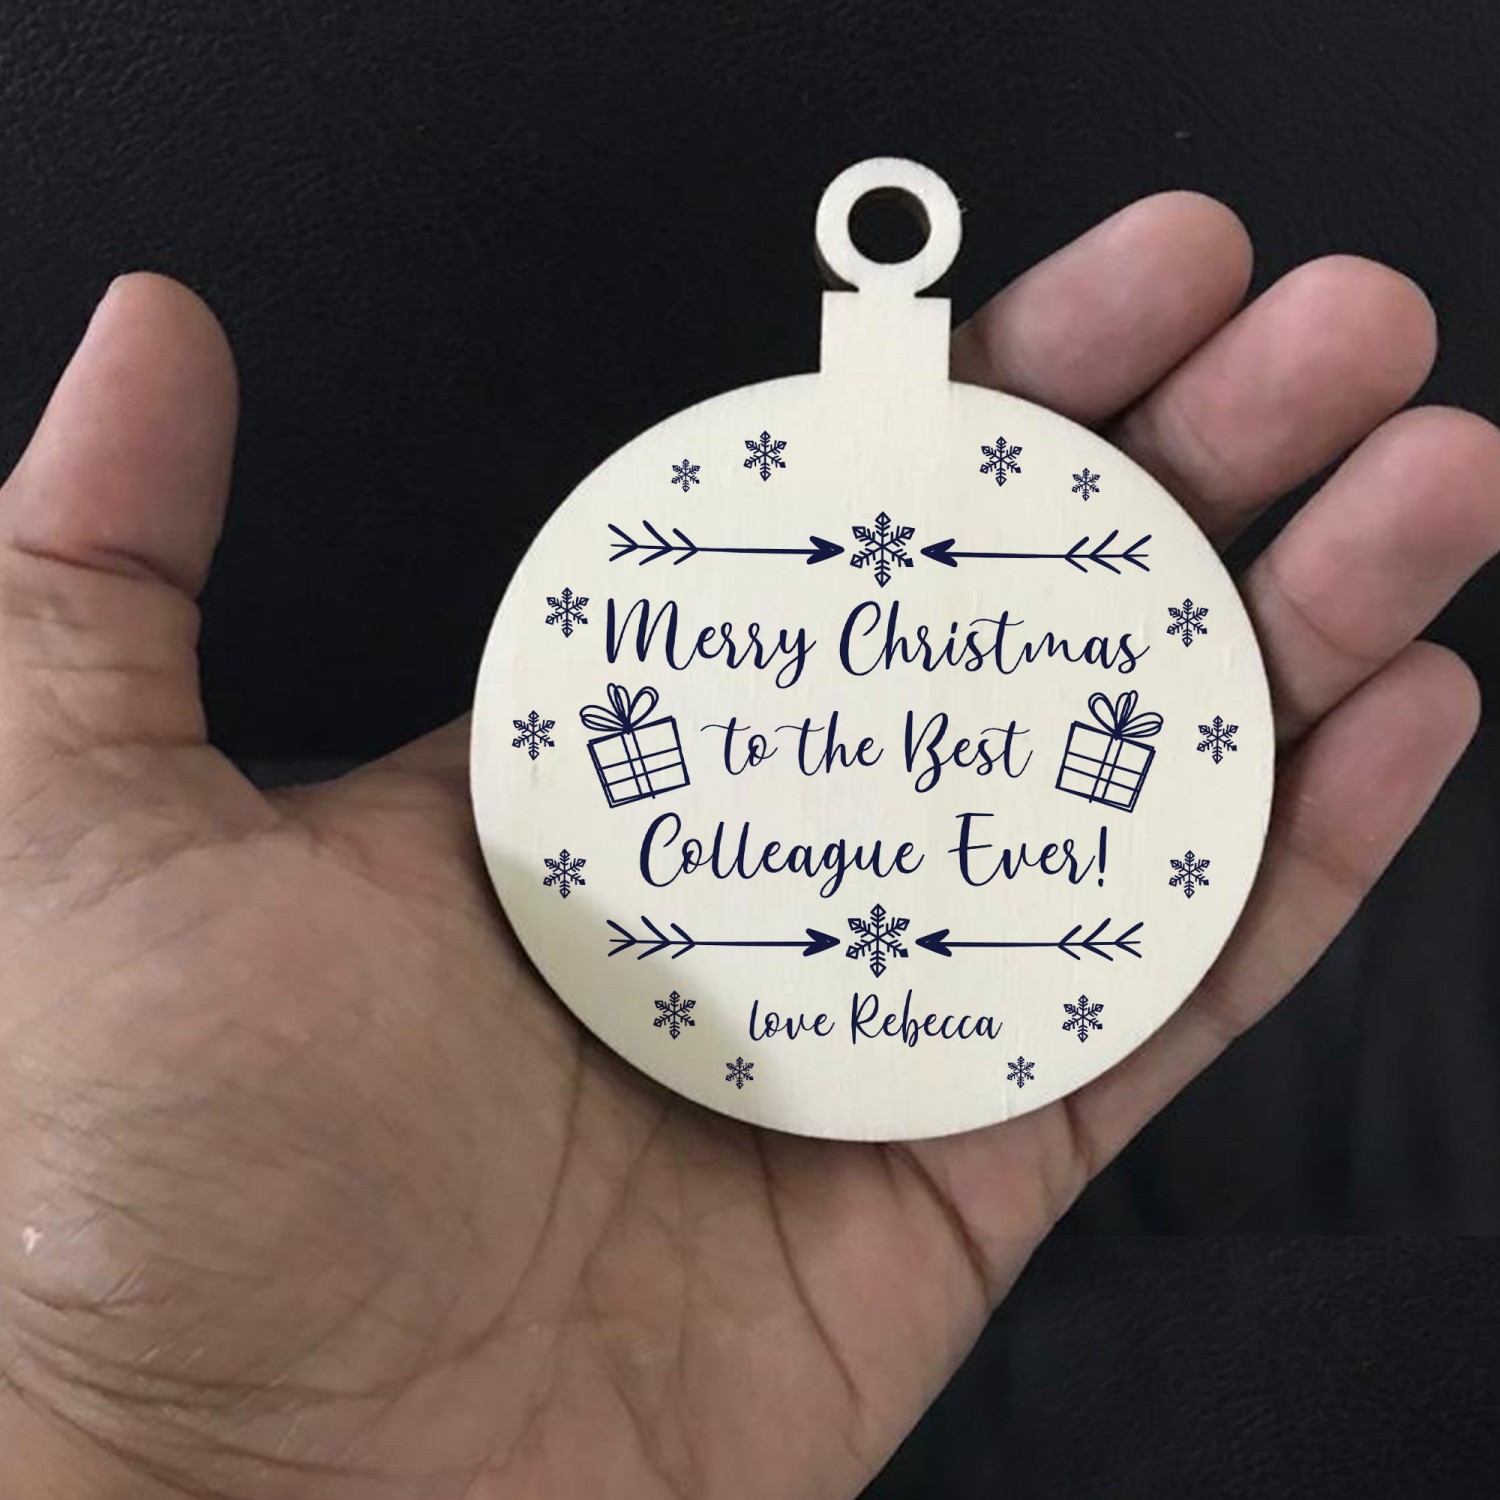 Merry Christmas
to the Best
Colleague Ever!
love Rebecca